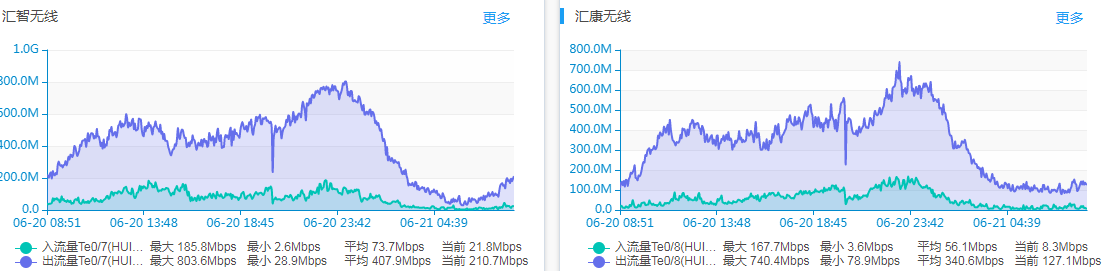 汇智无线 更多
1.0G
800.0M
600.0M
400.0M
200.0M
0.0
06-20 08:51 06-20 13:48 06-20 18:45 06-20 23:42 06-21 04:39
入流量Te0/7(HUI... 最大 185.8Mbps 最小 2.6Mbps 平均 73.7Mbps 当前 21.8Mbps
出流量Te0/7(HUI... 最大 803.6Mbps 最小 28.9Mbps 平均 407.9Mbps 当前 210.7Mbps
汇康无线 更多
800.0M
700.0M
600.0M
500.0M
400.0M
300.0M
200.0M
100.0M
0.0
06-20 08:51 06-20 13:48 06-20 18:45 06-20 23:42 06-21 04:39
入流量Te0/8(HUI... 最大 167.7Mbps 最小 3.6Mbps 平均 56.1Mbps 当前 8.3Mbps
出流量Te0/8(HUI... 最大 740.4Mbps 最小 78.9Mbps 平均 340.6Mbps 当前 127.1Mbps